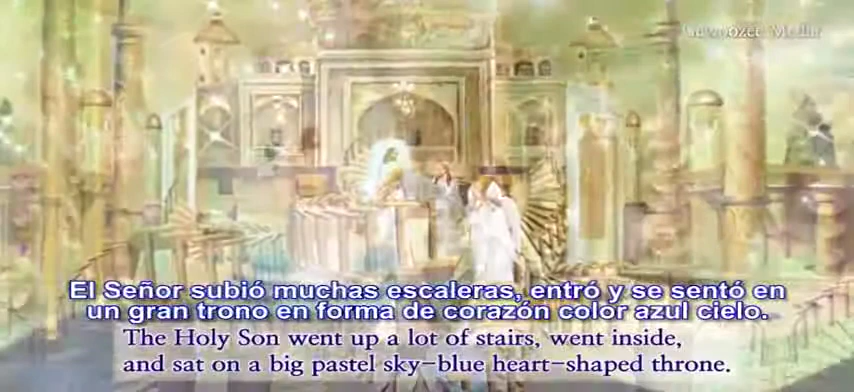 El Señor subió muchas escaleras, entró y se sentó en
un gran trono en forma de corazón color azul cielo.
The Holy Son went up a lot of stairs, went inside,
and sat on a big pastel sky-blue heart-shaped throne.